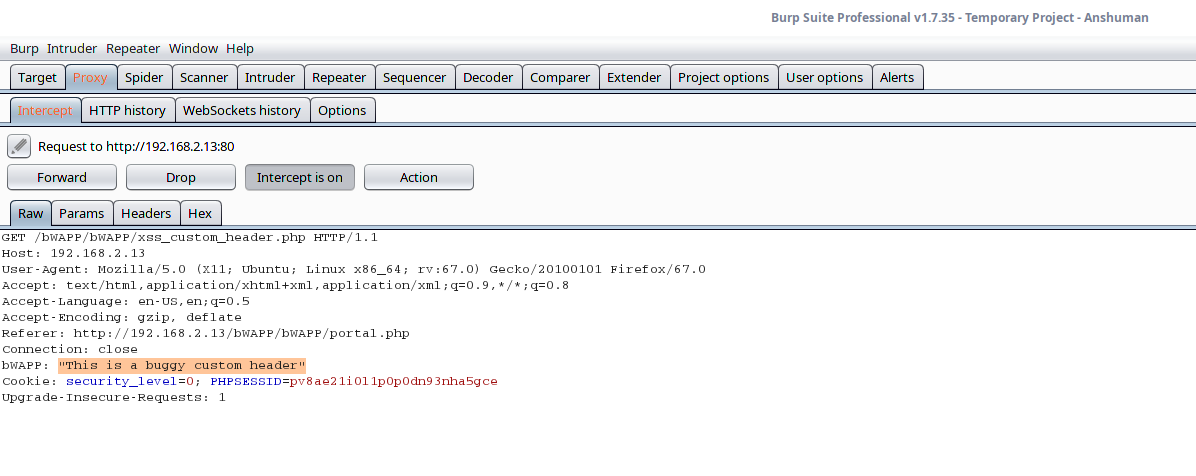 Burp Suite Professional v1.7.35 - Temporary Project - Anshuman
Burp Intruder Repeater Window Help
Target Proxy Spider Scanner Intruder Repeater Sequencer Decoder Comparer Extender Project options User options Alerts
Intercept HTTP history WebSockets history Options
Request to http://192.168.2.13:80
Forward Drop Intercept is on Action
Raw Params Headers Hex
GET /bWAPP/bWAPP/xss_custom_header.php HTTP/1.1
Host: 192.168.2.13
User-Agent: Mozilla/5.0 (X11; Ubuntu; Linux x86_64; rv:67.0) Gecko/20100101 Firefox/67.0
Accept: text/html,application/xhtml+xml,application/xml;q=0.9,*/*;q=0.8
Accept-Language: en-US,en;q=0.5
Accept-Encoding: gzip, deflate
Referer: http://192.168.2.13/bWAPP/bWAPP/portal.php
Connection: close
bWAPP: "This is a buggy custom header"
Cookie: security_level=0; PHPSESSID=pv8ae21i0l1p0p0dn93nha5gce
Upgrade-Insecure-Requests: 1